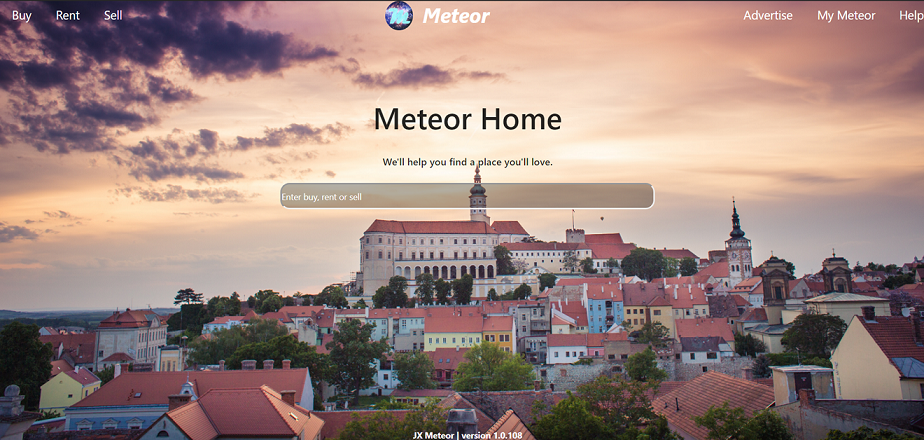 Buy Rent Sell Meteor Advertise My Meteor Help
Meteor Home
We'll help you find a place you'll love.
Enter buy, rent or sell
JX Meteor | version 1.0.108